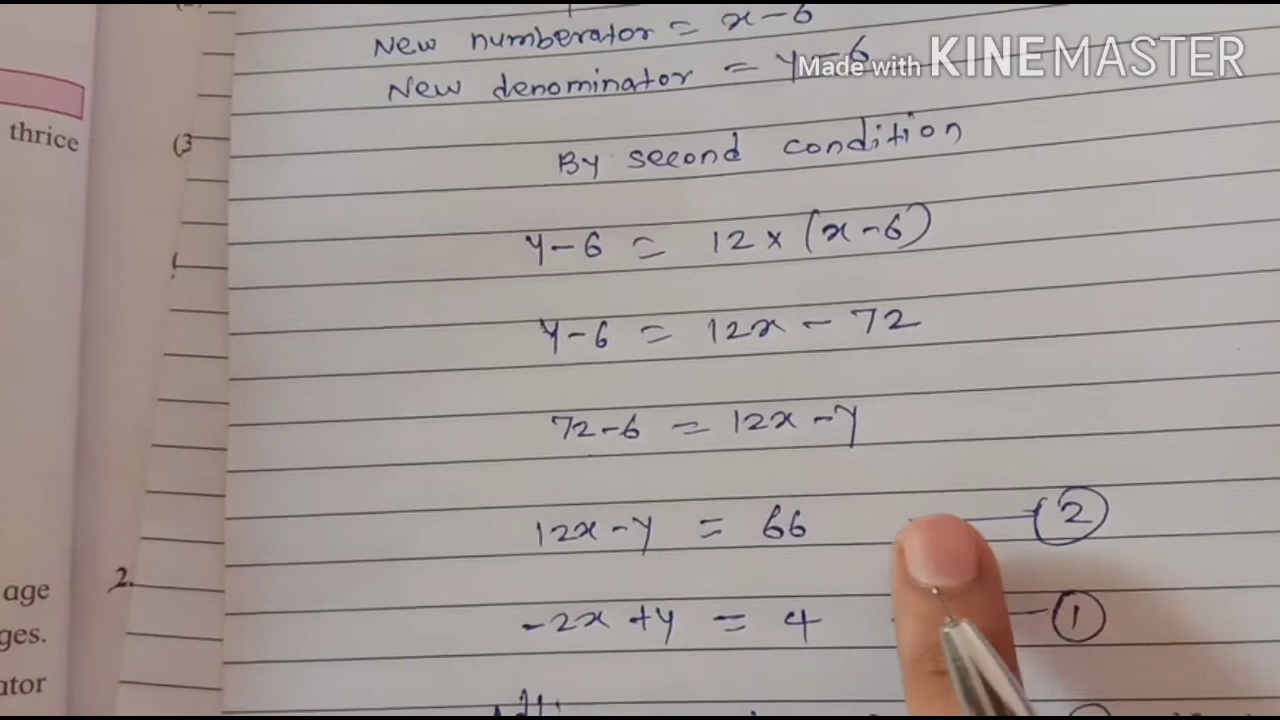 New numberator = x-6
New denominator = y-6
Made with KINEMASTER
thrice
(3
By second condition
y-6 = 12 × (x-6)
y-6 = 12x - 72
72-6 = 12x - y
12x - y = 66 — ②
age
2.
-2x + y = 4 — ①
ges.
ator